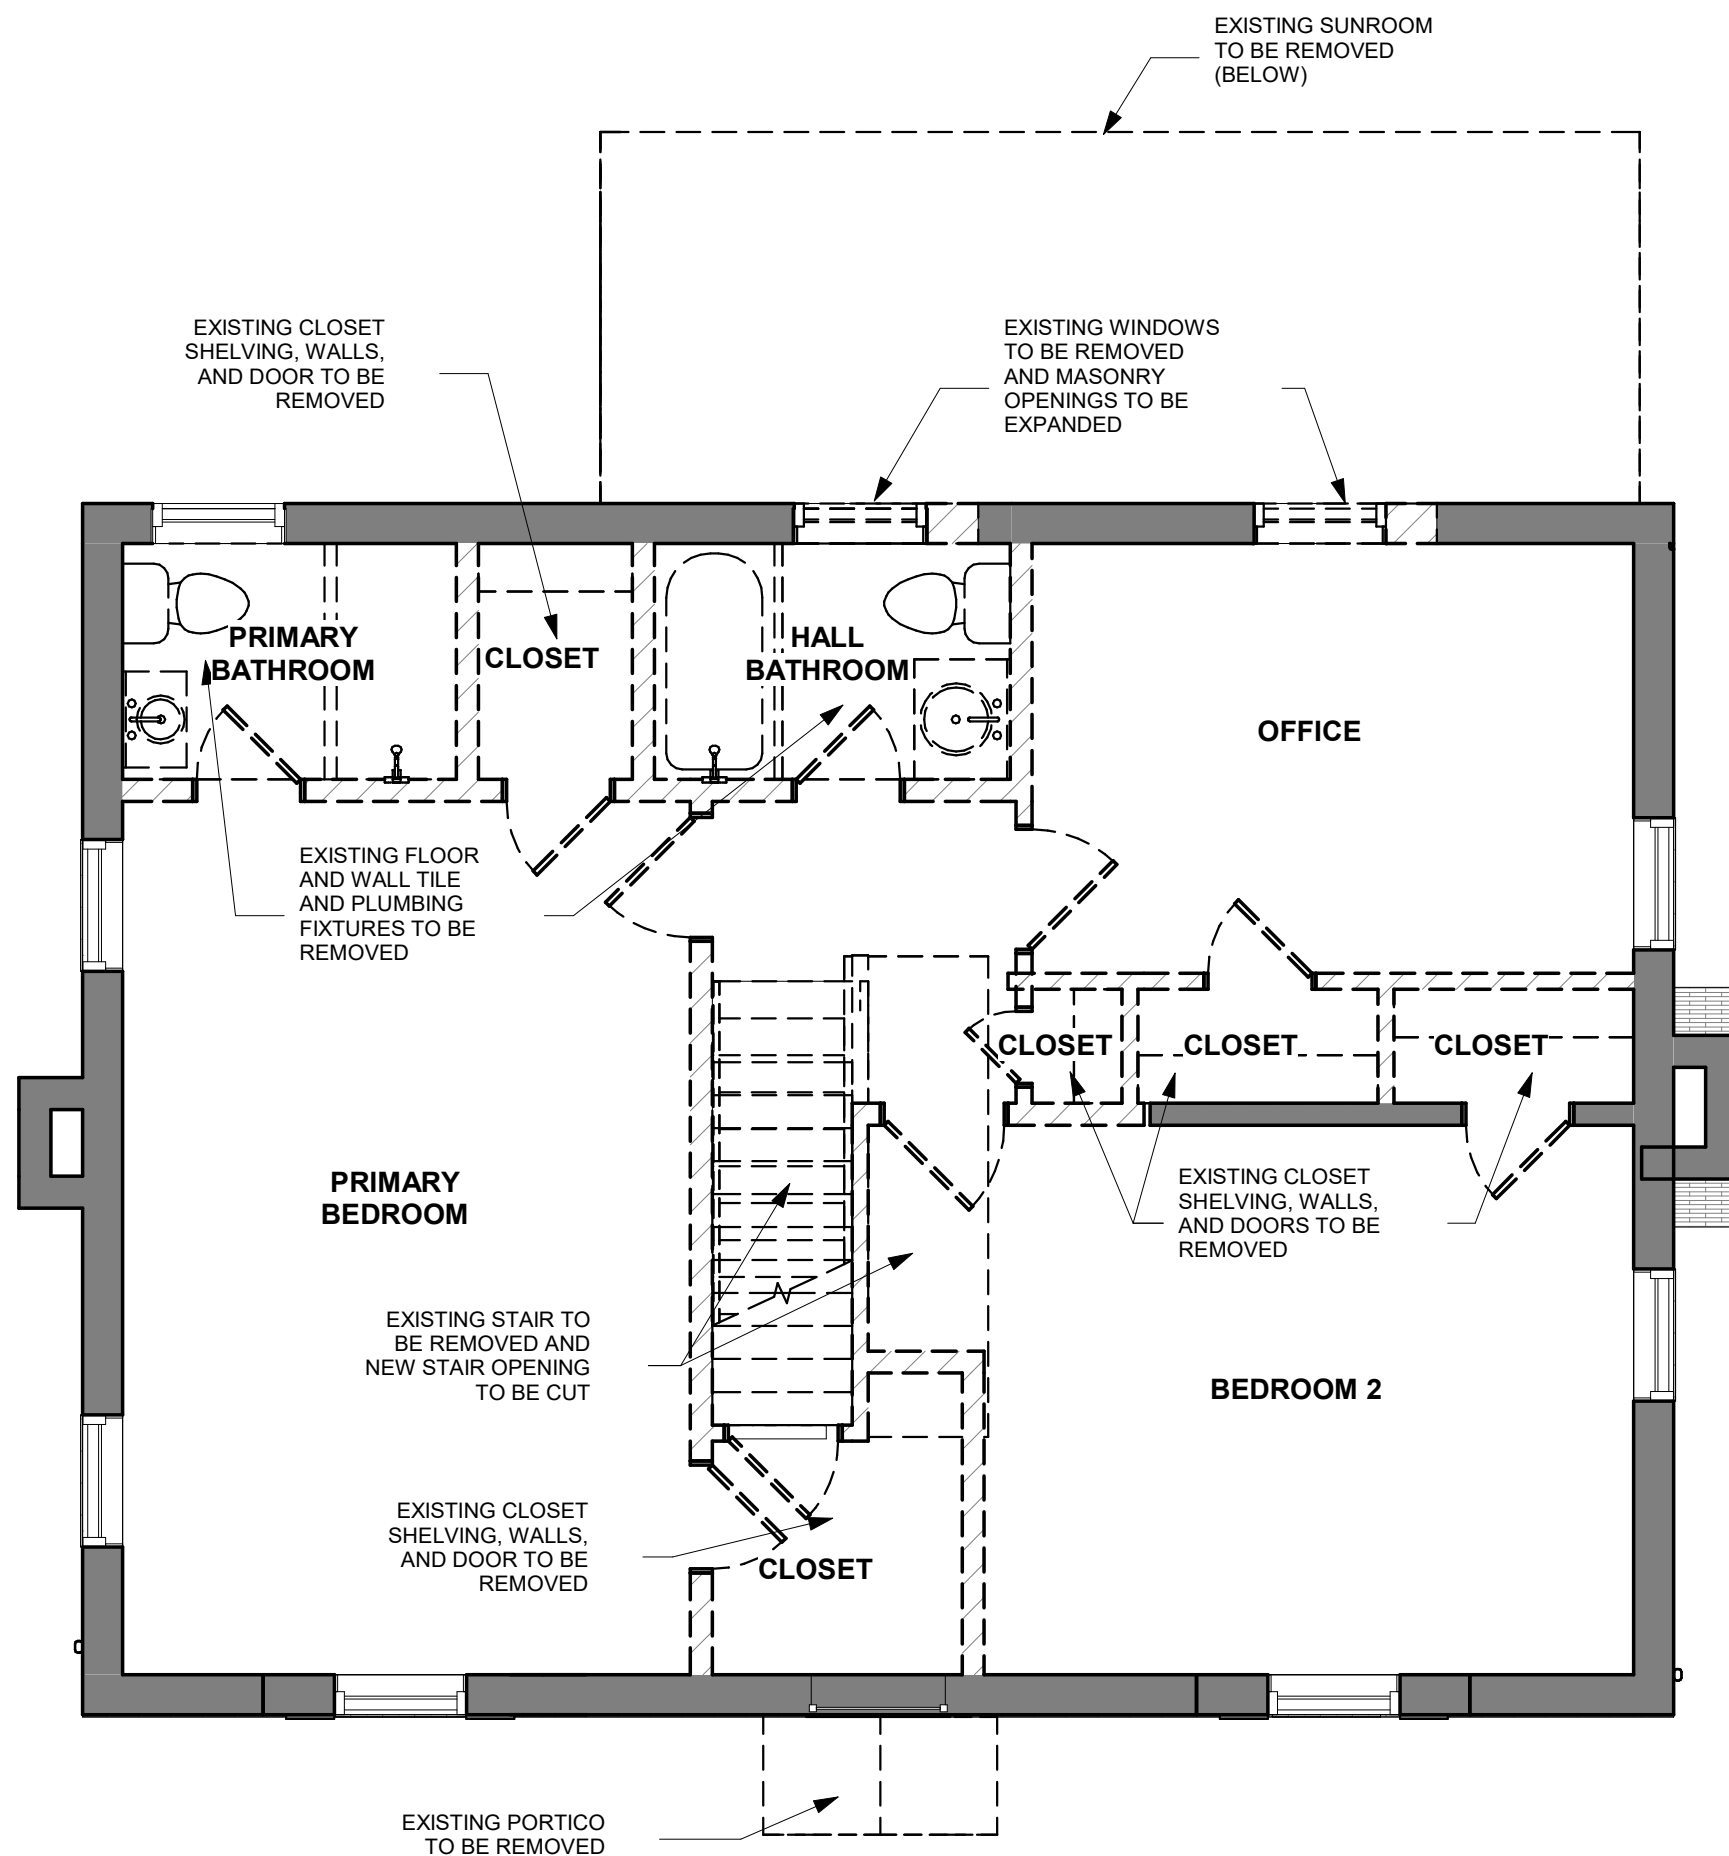 EXISTING SUNROOM
TO BE REMOVED
(BELOW)
EXISTING CLOSET
SHELVING, WALLS,
AND DOOR TO BE
REMOVED
EXISTING WINDOWS
TO BE REMOVED
AND MASONRY
OPENINGS TO BE
EXPANDED
PRIMARY
BATHROOM
CLOSET
HALL
BATHROOM
OFFICE
EXISTING FLOOR
AND WALL TILE
AND PLUMBING
FIXTURES TO BE
REMOVED
CLOSET
CLOSET
CLOSET
PRIMARY
BEDROOM
EXISTING CLOSET
SHELVING, WALLS,
AND DOORS TO BE
REMOVED
EXISTING STAIR TO
BE REMOVED AND
NEW STAIR OPENING
TO BE CUT
BEDROOM 2
EXISTING CLOSET
SHELVING, WALLS,
AND DOOR TO BE
REMOVED
CLOSET
EXISTING PORTICO
TO BE REMOVED